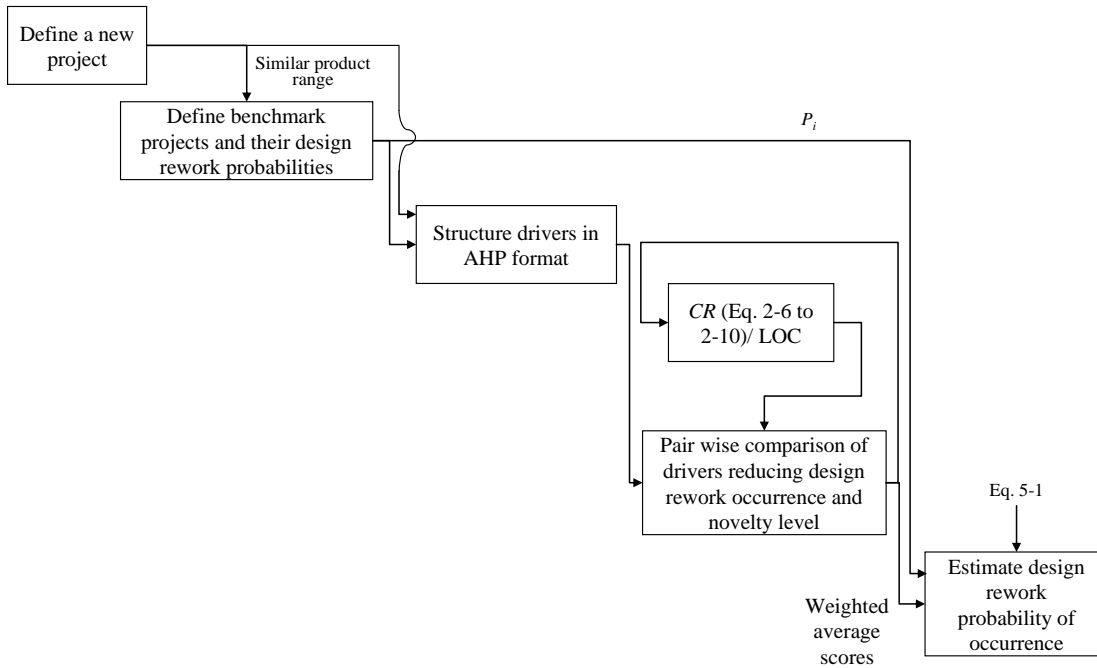 Define a new
project
Similar product
range
Define benchmark
projects and their design
rework probabilities
P_i
Structure drivers in
AHP format
CR (Eq. 2-6 to
2-10)/ LOC
Pair wise comparison of
drivers reducing design
rework occurrence and
novelty level
Eq. 5-1
Estimate design
rework
probability of
occurrence
Weighted
average
scores